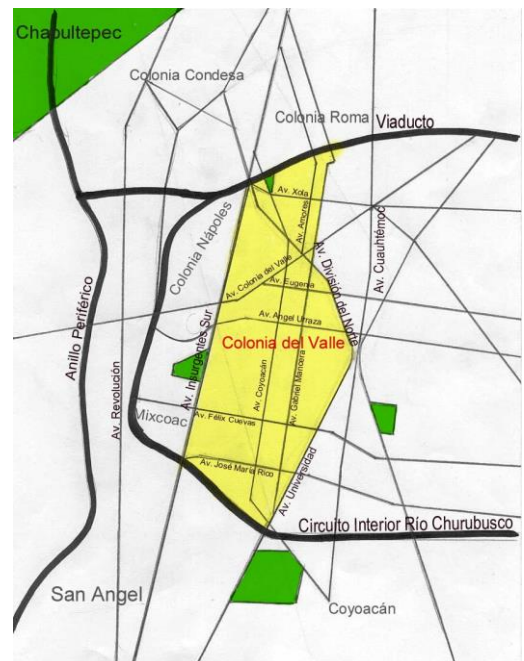 Chapultepec
Colonia Condesa
Colonia Roma
Viaducto
Av. Xola
Av. Amores
Colonia Nápoles
Av. División del Norte
Av. Cuauhtémoc
Av. Colonia del Valle
Av. Eugenia
Av. Angel Urraza
Anillo Periférico
Av. Revolución
Av. Insurgentes Sur
Colonia del Valle
Av. Coyoacán
Av. Gabriel Mancera
Mixcoac
Av. Félix Cuevas
Av. José María Rico
Av. Universidad
Circuito Interior Río Churubusco
San Angel
Coyoacán